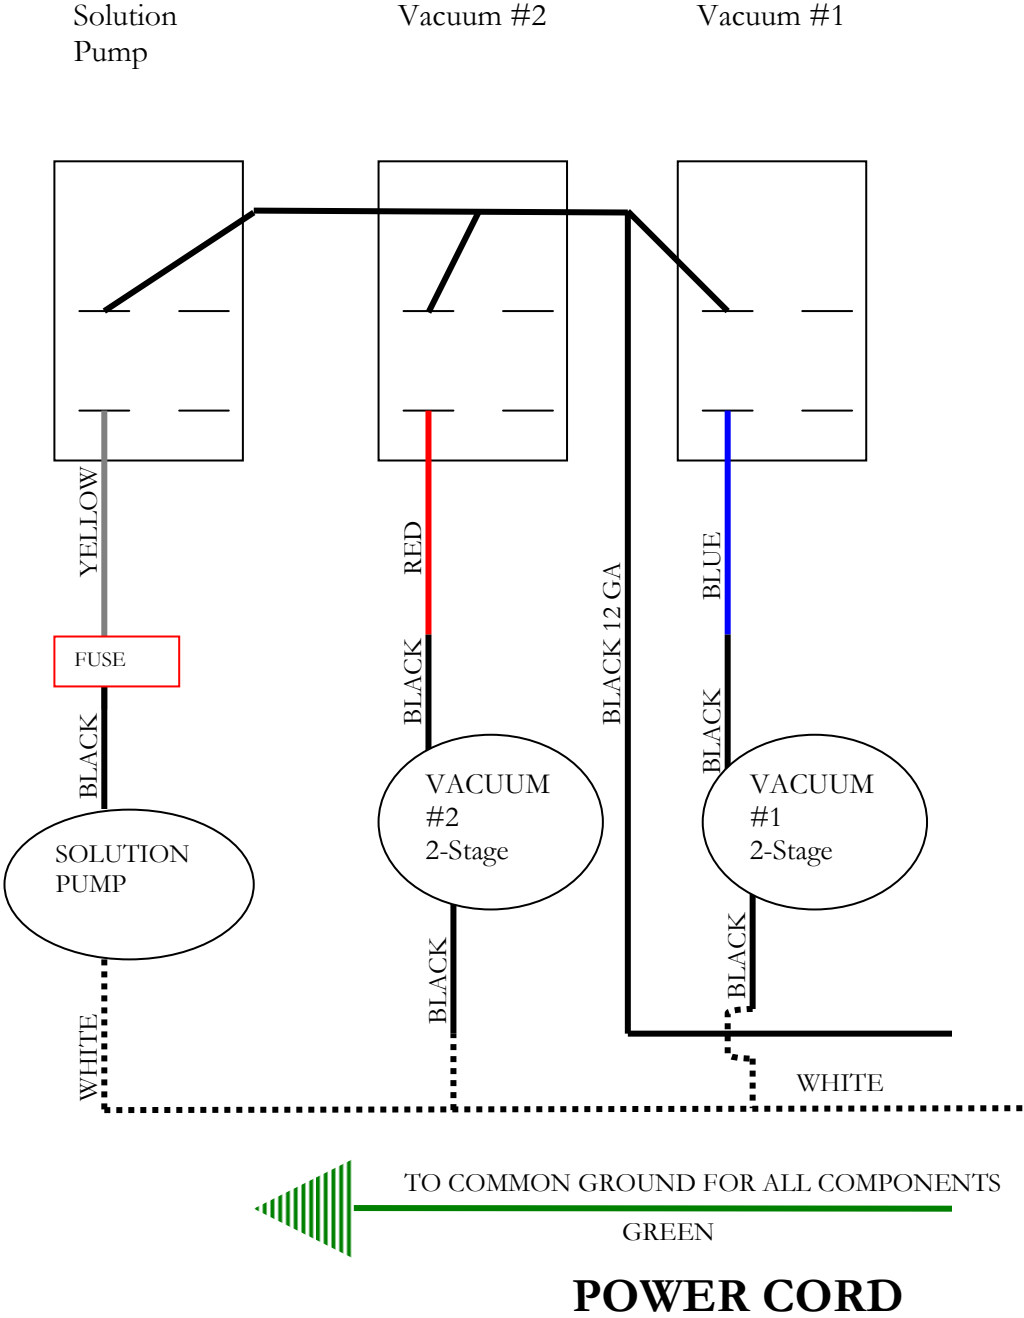 Solution
Pump
Vacuum #2
Vacuum #1
YELLOW
RED
BLUE
BLACK 12 GA
FUSE
BLACK
BLACK
BLACK
SOLUTION
PUMP
VACUUM
#2
2-Stage
VACUUM
#1
2-Stage
BLACK
BLACK
WHITE
WHITE
TO COMMON GROUND FOR ALL COMPONENTS
GREEN
POWER CORD